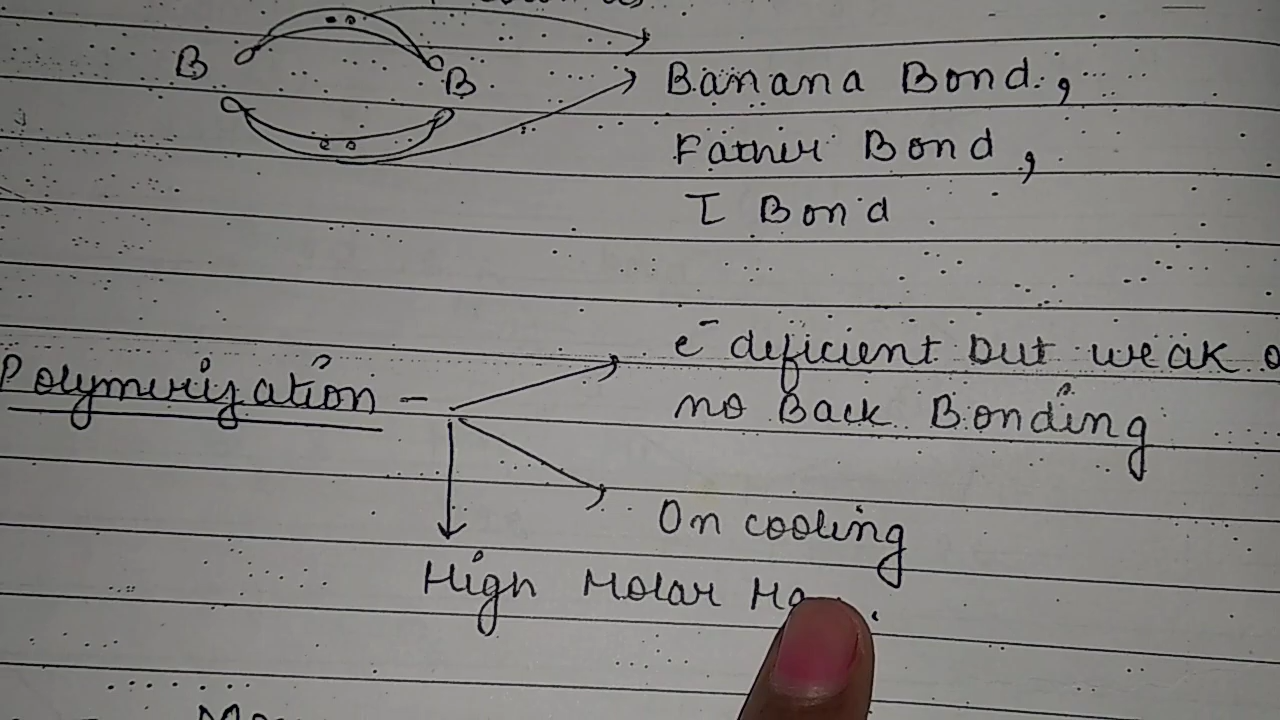 B
B
Banana Bond,
Father Bond,
I Bond
e⁻ deficient but weak
Polymerization -
no Back Bonding
On cooling
High Molar